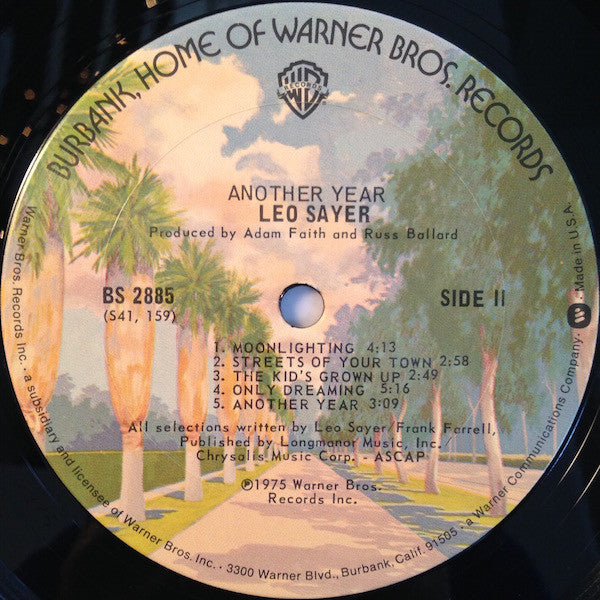 BURBANK, HOME OF WARNER BROS. RECORDS
WB
RECORDS
ANOTHER YEAR
LEO SAYER
Produced by Adam Faith and Russ Ballard
BS 2885
(S41, 159)
SIDE II
1. MOONLIGHTING 4:13
2. STREETS OF YOUR TOWN 2:58
3. THE KID'S GROWN UP 2:49
4. ONLY DREAMING 5:16
5. ANOTHER YEAR 3:09
All selections written by Leo Sayer/Frank Farrell,
Published by Longmanor Music, Inc.
Chrysalis Music Corp. - ASCAP
℗1975 Warner Bros.
Records Inc.
Warner Bros. Records Inc. • a subsidiary and licensee of Warner Bros. Inc. • 3300 Warner Blvd., Burbank, Calif. 91505 • a Warner Communications Company • Made in U.S.A.